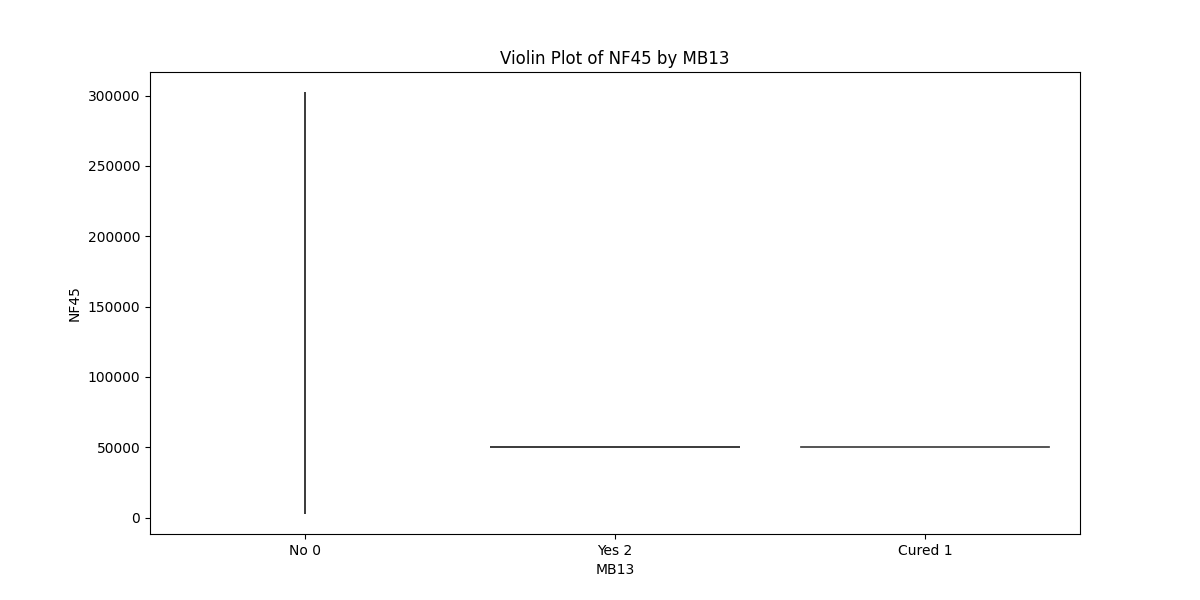 Violin Plot of NF45 by MB13
300000
250000
200000
150000
100000
50000
0
NF45
No 0
Yes 2
Cured 1
MB13